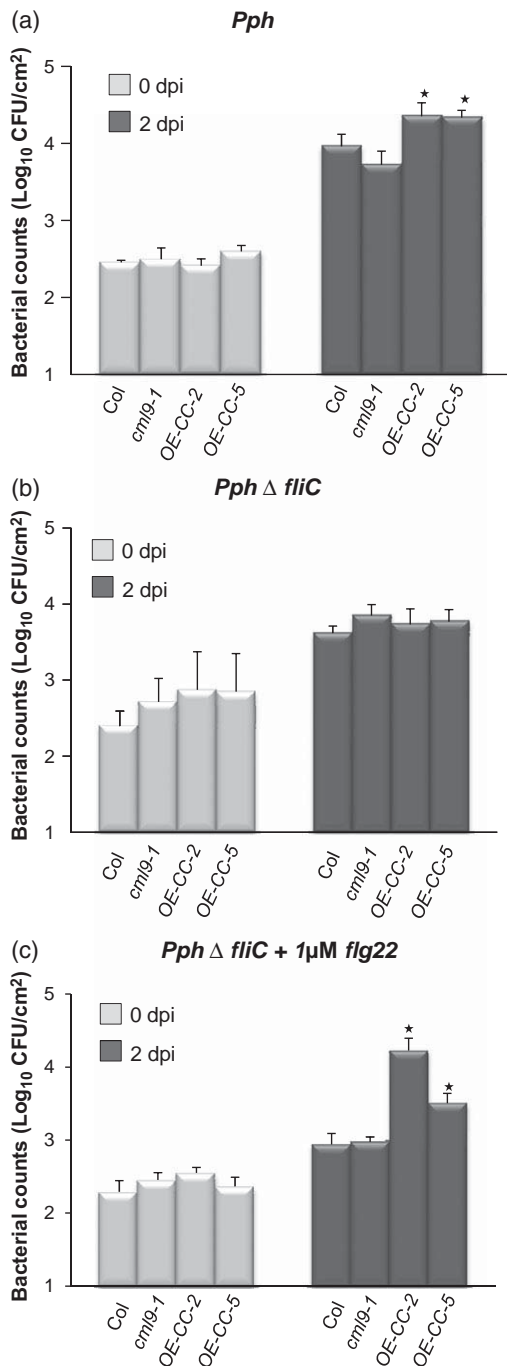 (a)
Pph
Bacterial counts (Log10 CFU/cm2)
5
4
3
2
1
0 dpi
2 dpi
★ ★
Col
cml9-1
OE-CC-2
OE-CC-5
Col
cml9-1
OE-CC-2
OE-CC-5
(b)
Pph Δ fliC
Bacterial counts (Log10 CFU/cm2)
5
4
3
2
1
0 dpi
2 dpi
Col
cml9-1
OE-CC-2
OE-CC-5
Col
cml9-1
OE-CC-2
OE-CC-5
(c)
Pph Δ fliC + 1µM flg22
Bacterial counts (Log10 CFU/cm2)
5
4
3
2
1
0 dpi
2 dpi
★
★
Col
cml9-1
OE-CC-2
OE-CC-5
Col
cml9-1
OE-CC-2
OE-CC-5